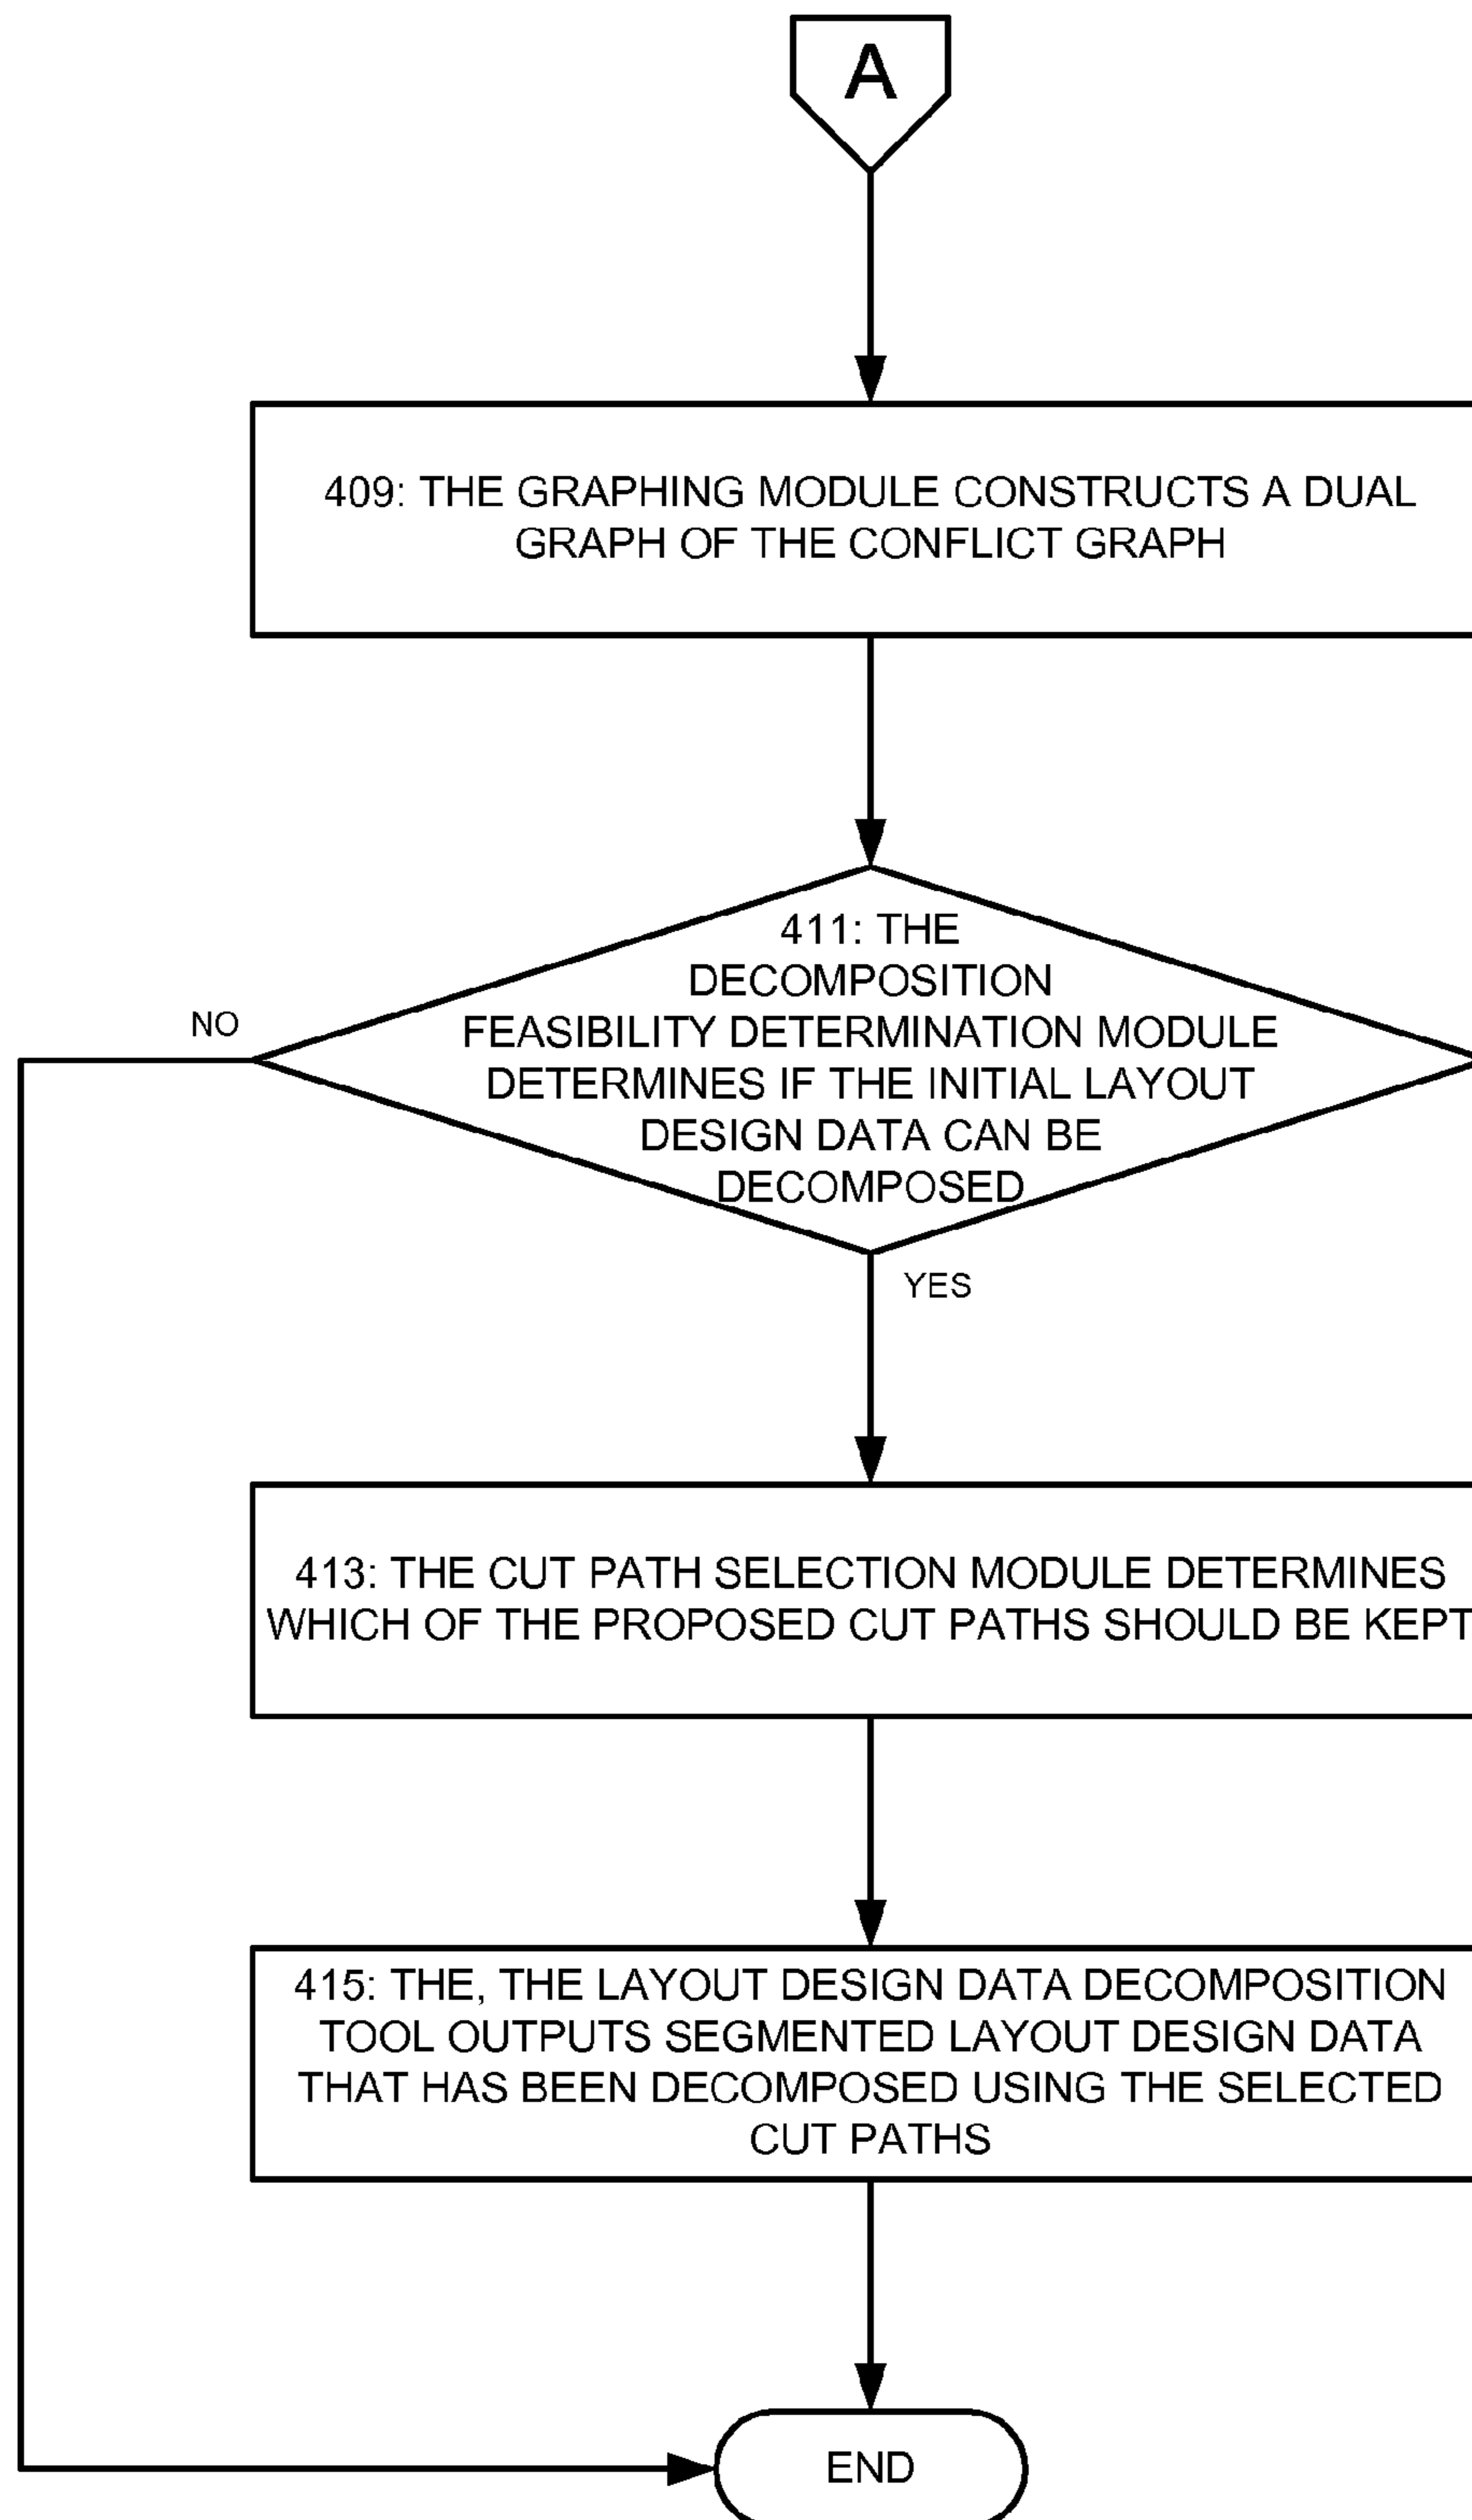 A
409: THE GRAPHING MODULE CONSTRUCTS A DUAL
GRAPH OF THE CONFLICT GRAPH
411: THE
DECOMPOSITION
FEASIBILITY DETERMINATION MODULE
DETERMINES IF THE INITIAL LAYOUT
DESIGN DATA CAN BE
DECOMPOSED
NO
YES
413: THE CUT PATH SELECTION MODULE DETERMINES
WHICH OF THE PROPOSED CUT PATHS SHOULD BE KEPT
415: THE, THE LAYOUT DESIGN DATA DECOMPOSITION
TOOL OUTPUTS SEGMENTED LAYOUT DESIGN DATA
THAT HAS BEEN DECOMPOSED USING THE SELECTED
CUT PATHS
END